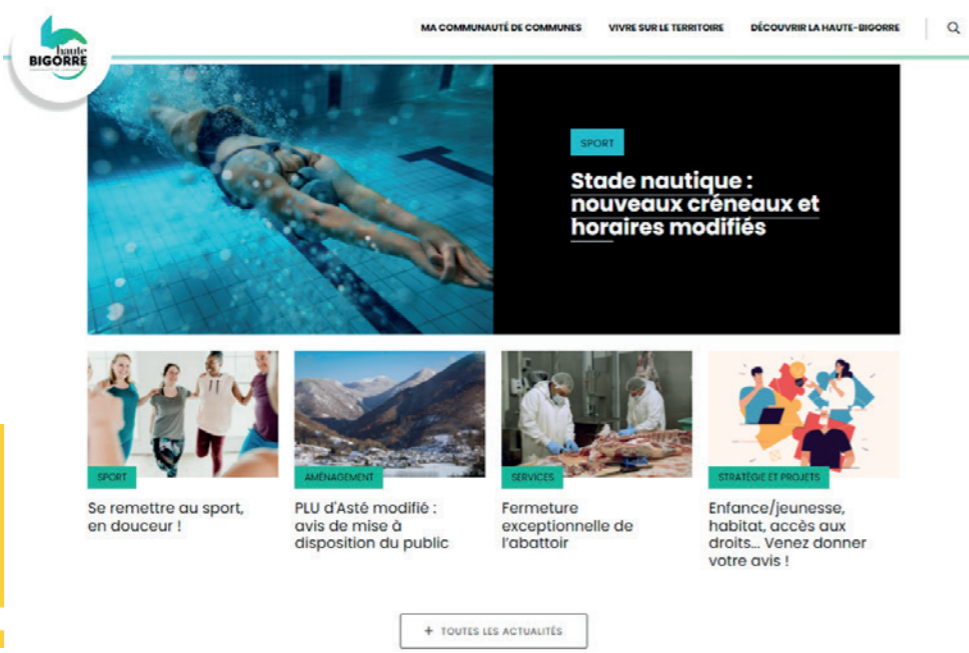 haute
BIGORRE
MA COMMUNAUTÉ DE COMMUNES
VIVRE SUR LE TERRITOIRE
DÉCOUVRIR LA HAUTE-BIGORRE
SPORT
Stade nautique :
nouveaux créneaux et
horaires modifiés
SPORT
Se remettre au sport,
en douceur !
AMÉNAGEMENT
PLU d'Asté modifié :
avis de mise à
disposition du public
SERVICES
Fermeture
exceptionnelle de
l'abattoir
STRATÉGIE ET PROJETS
Enfance/jeunesse,
habitat, accès aux
droits... Venez donner
votre avis !
+ TOUTES LES ACTUALITÉS